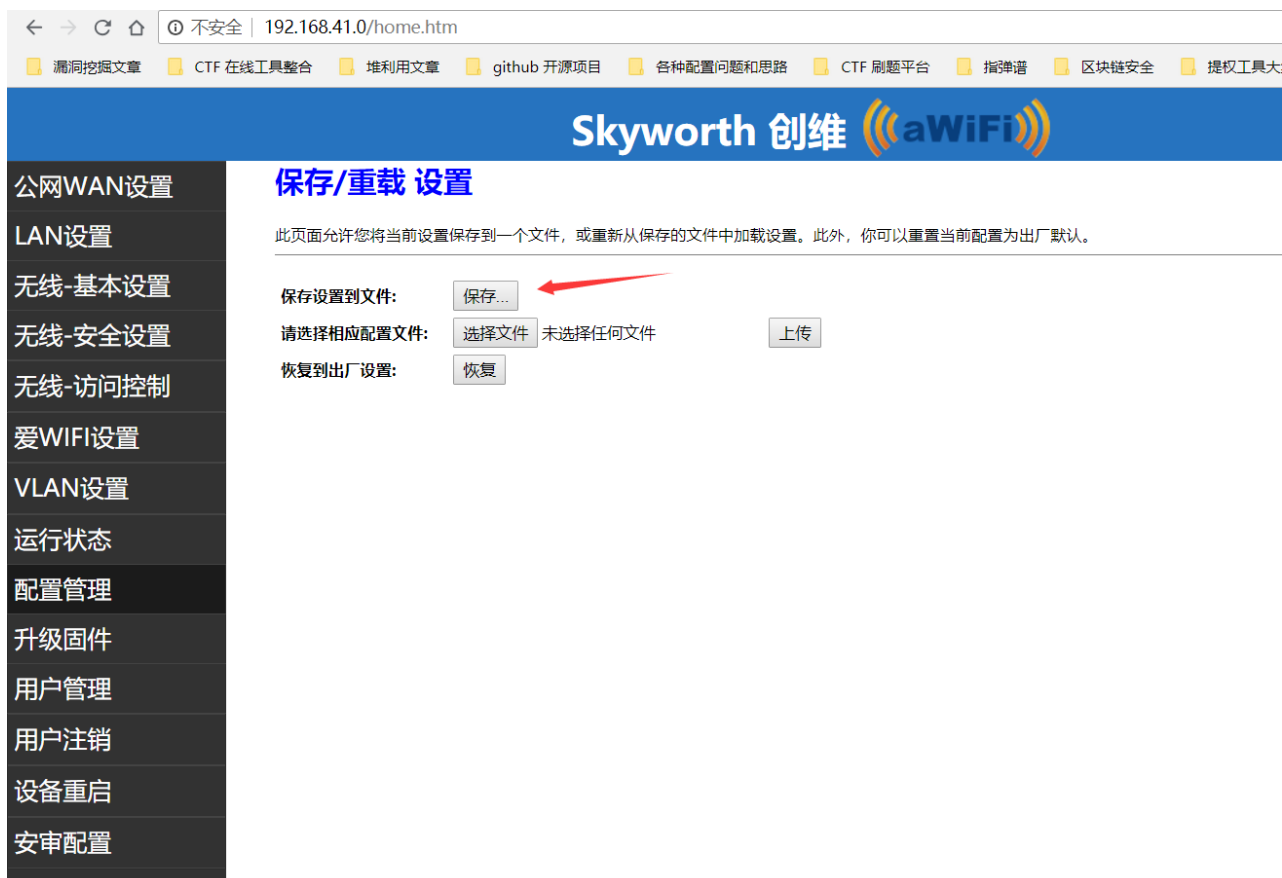 不安全 192.168.41.0/home.htm
漏洞挖掘文章 CTF 在线工具整合 堆利用文章 github 开源项目 各种配置问题和思路 CTF 刷题平台 指弹谱 区块链安全 提权工具大
Skyworth 创维 aWiFi
公网WAN设置
LAN设置
无线-基本设置
无线-安全设置
无线-访问控制
爱WIFI设置
VLAN设置
运行状态
配置管理
升级固件
用户管理
用户注销
设备重启
安审配置
保存/重载 设置
此页面允许您将当前设置保存到一个文件，或重新从保存的文件中加载设置。此外，你可以重置当前配置为出厂默认。
保存设置到文件: 保存...
请选择相应配置文件: 选择文件 未选择任何文件 上传
恢复到出厂设置: 恢复